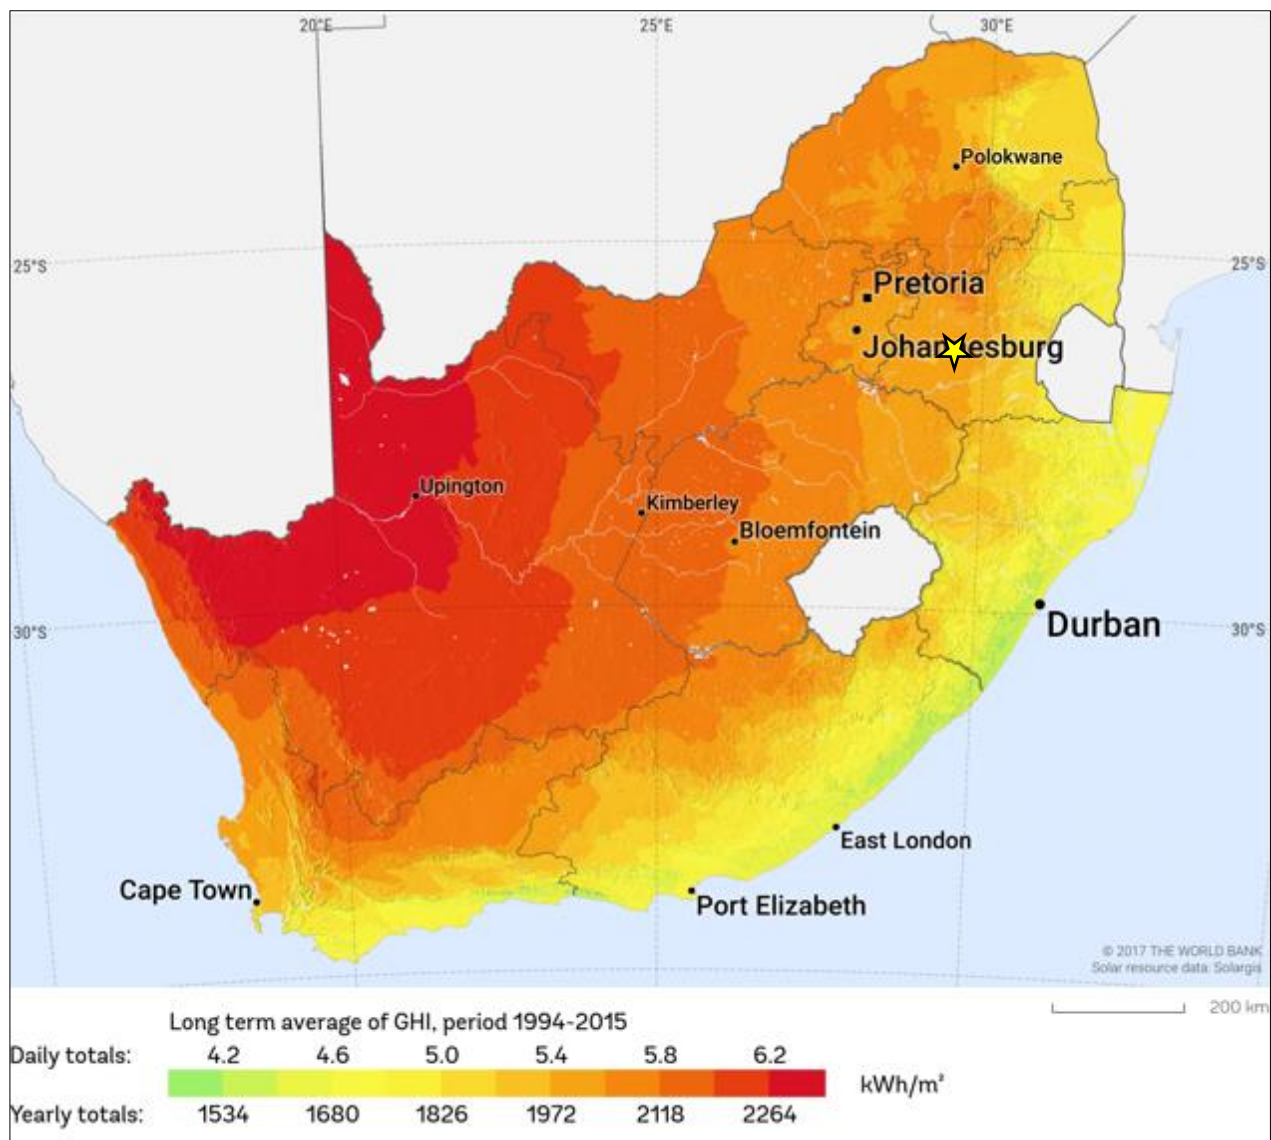 20°E 25°E 30°E
Polokwane
25°S 25°S
Pretoria
Johannesburg
Upington
Kimberley
Bloemfontein
30°S 30°S
Durban
East London
Cape Town
Port Elizabeth
© 2017 THE WORLD BANK
Solar resource data: Solargis
200 km
Long term average of GHI, period 1994-2015
Daily totals: 4.2 4.6 5.0 5.4 5.8 6.2
kWh/m²
Yearly totals: 1534 1680 1826 1972 2118 2264